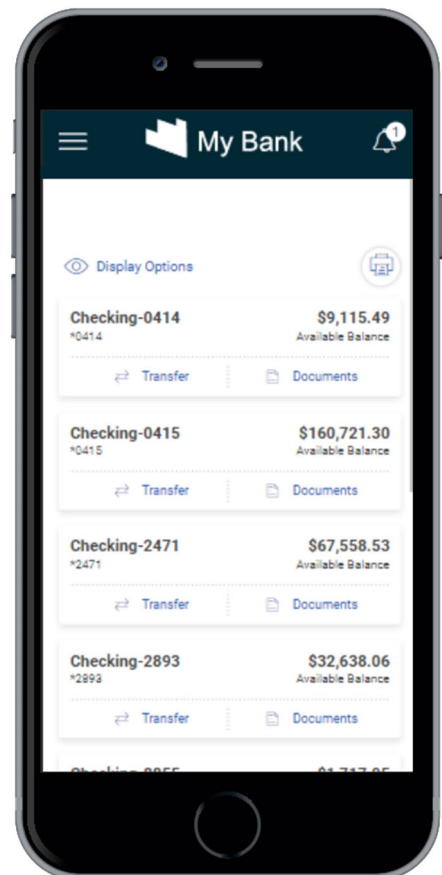 My Bank
1
Display Options
Checking-0414 $9,115.49
*0414 Available Balance
Transfer Documents
Checking-0415 $160,721.30
*0415 Available Balance
Transfer Documents
Checking-2471 $67,558.53
*2471 Available Balance
Transfer Documents
Checking-2893 $32,638.06
*2893 Available Balance
Transfer Documents